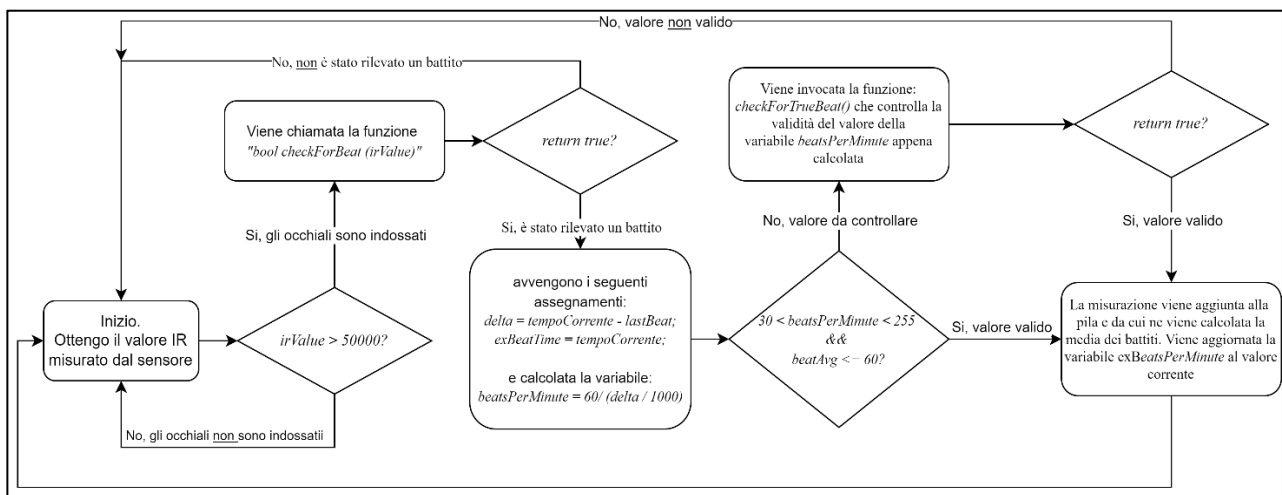 No, valore non valido
No, non è stato rilevato un battito
Viene chiamata la funzione
"bool checkForBeat (irValue)"
return true?
Viene invocata la funzione:
checkForTrueBeat() che controlla la
validità del valore della
variabile beatsPerMinute appena
calcolata
return true?
Si, gli occhiali sono indossati
Si, è stato rilevato un battito
No, valore da controllare
Si, valore valido
Inizio.
Ottengo il valore IR
misurato dal sensore
irValue > 50000?
avvengono i seguenti
assegnamenti:
delta = tempoCorrente - lastBeat;
exBeatTime = tempoCorrente;
e calcolata la variabile:
beatsPerMinute = 60/ (delta / 1000)
30 < beatsPerMinute < 255
&&
beatAvg <= 60?
Si, valore valido
La misurazione viene aggiunta alla
pila e da cui ne viene calcolata la
media dei battiti. Viene aggiornata la
variabile exBeatsPerMinute al valore
corrente
No, gli occhiali non sono indossatii